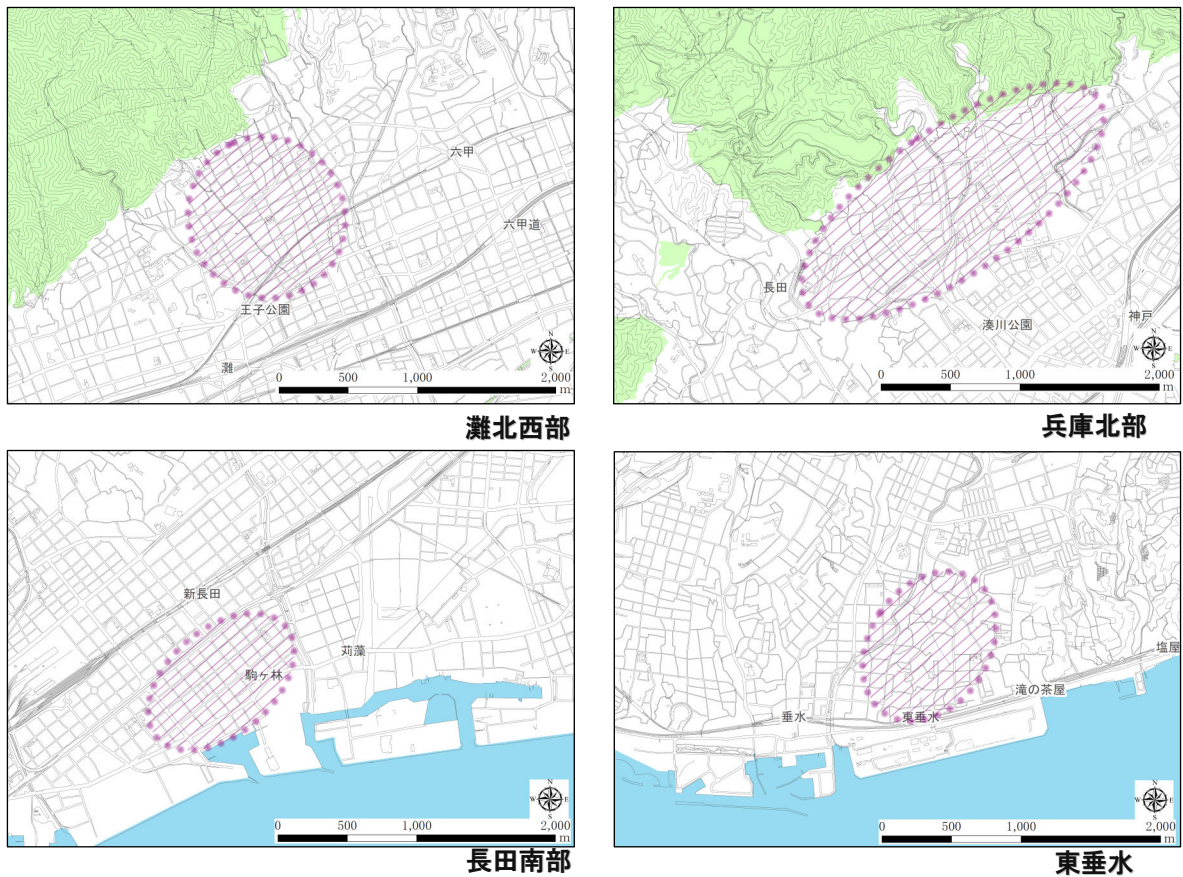 六甲
六甲道
王子公園
灘
N
W E
S
0 500 1,000 2,000
m
灘北西部
長田
湊川公園
神戸
N
W E
S
0 500 1,000 2,000
m
兵庫北部
新長田
駒ヶ林
苅藻
N
W E
S
0 500 1,000 2,000
m
長田南部
塩屋
滝の茶屋
垂水
東垂水
N
W E
S
0 500 1,000 2,000
m
東垂水